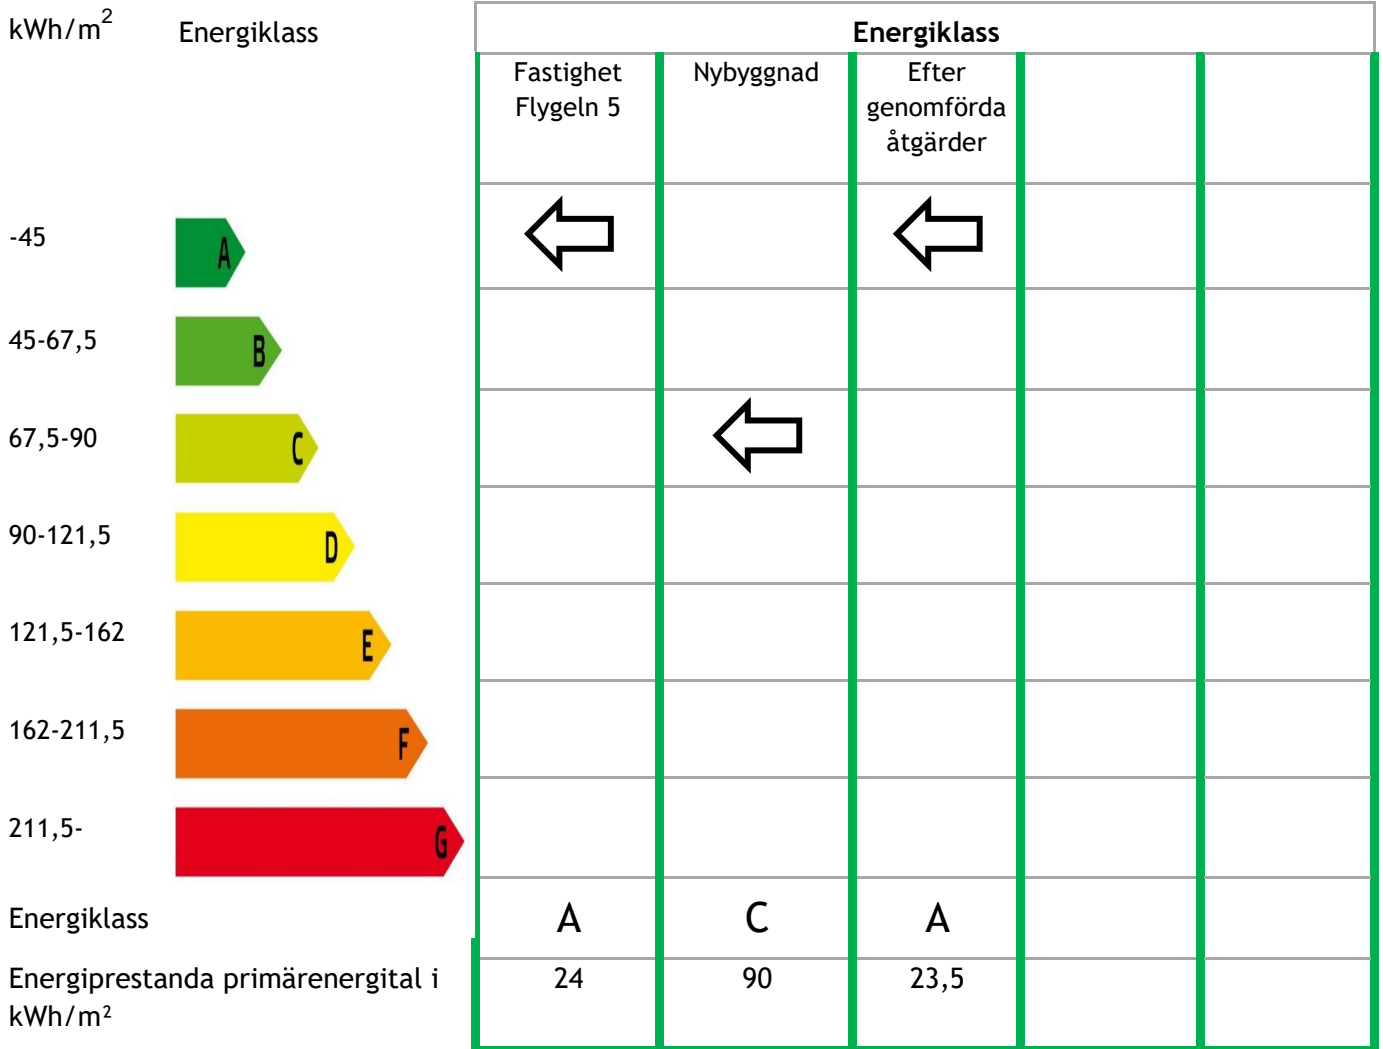 kWh/m² Energiklass Energiklass
Fastighet Nybyggnad Efter
Flygeln 5 genomförda
åtgärder
-45 A
45-67,5 B
67,5-90 C
90-121,5 D
121,5-162 E
162-211,5 F
211,5- G
Energiklass A C A
Energiprestanda primärenergital i 24 90 23,5
kWh/m²